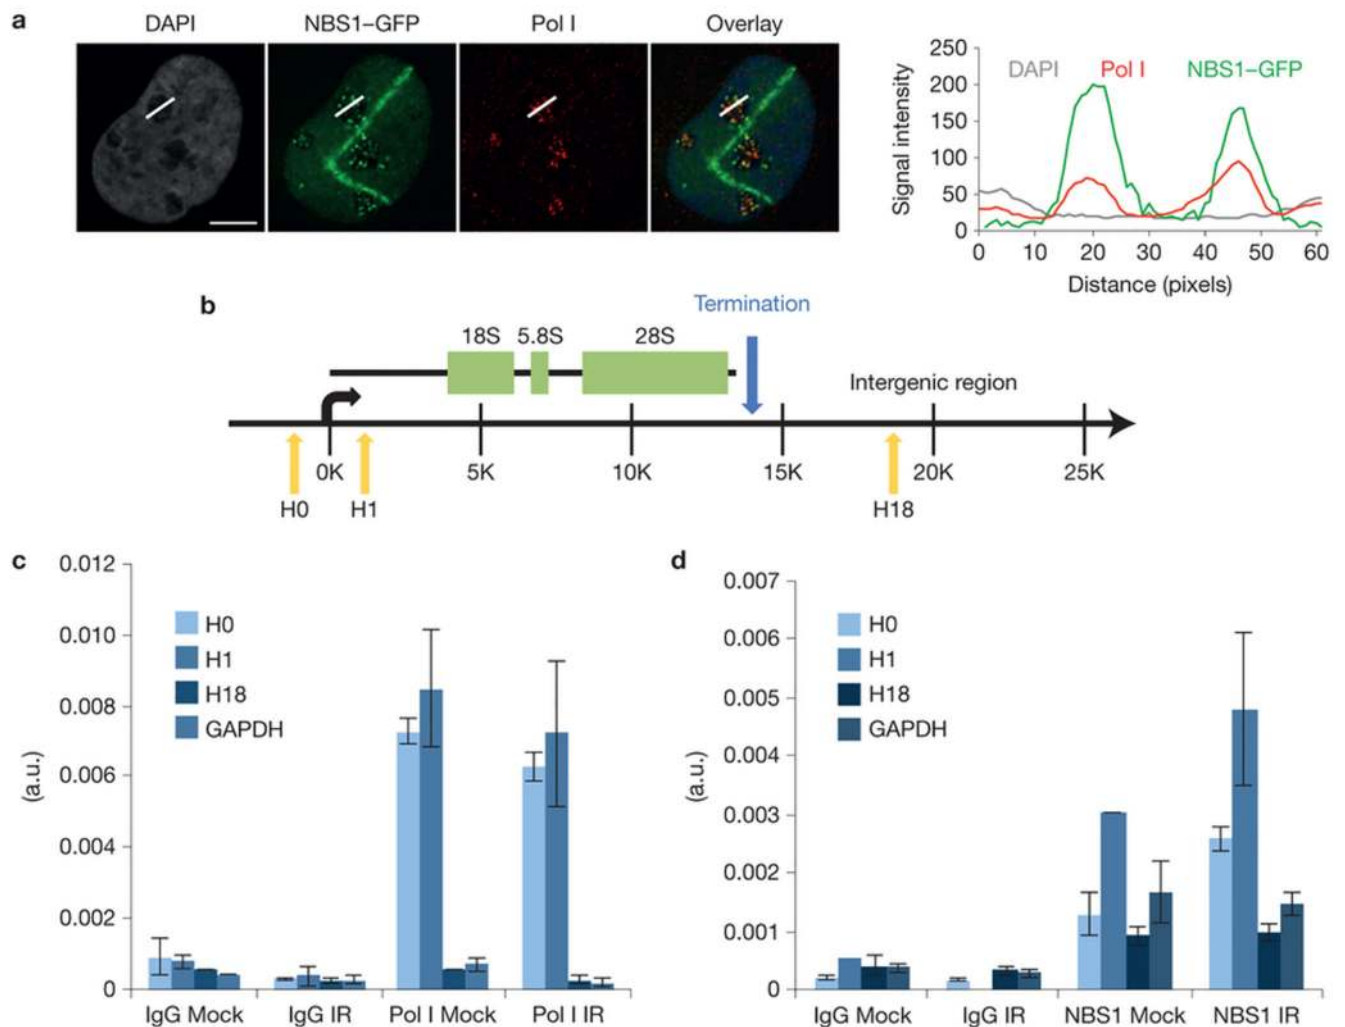 a
DAPI NBS1–GFP Pol I Overlay
250
200
150
100
50
0
Signal intensity
DAPI Pol I NBS1–GFP
0 10 20 30 40 50 60
Distance (pixels)
b
Termination
18S 5.8S 28S
Intergenic region
0K 5K 10K 15K 20K 25K
H0 H1 H18
c
0.012
0.010
0.008
0.006
0.004
0.002
0
(a.u.)
H0
H1
H18
GAPDH
IgG Mock IgG IR Pol I Mock Pol I IR
d
0.007
0.006
0.005
0.004
0.003
0.002
0.001
0
(a.u.)
H0
H1
H18
GAPDH
IgG Mock IgG IR NBS1 Mock NBS1 IR